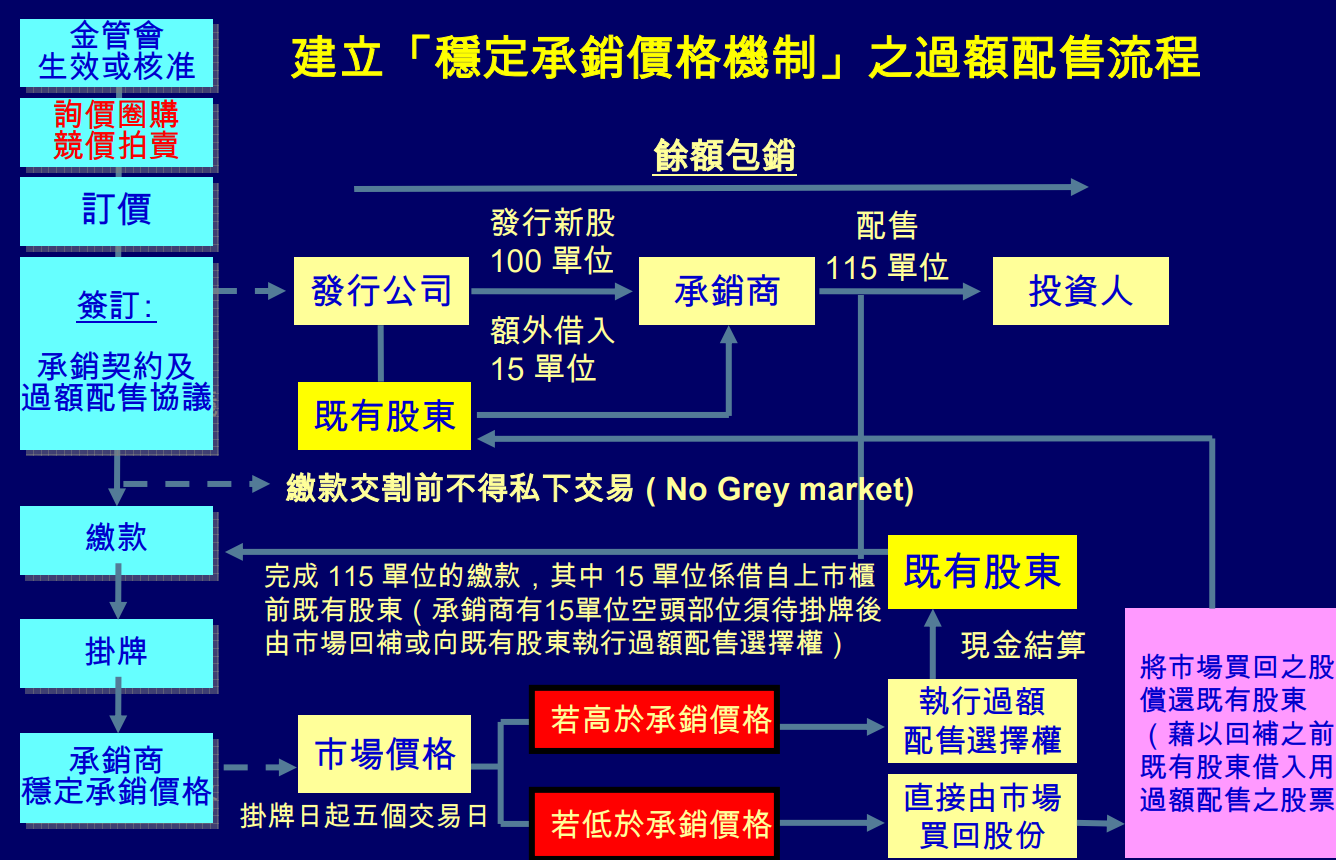 建立「穩定承銷價格機制」之過額配售流程
金管會
生效或核准
詢價圈購
競價拍賣
訂價
簽訂:
承銷契約及
過額配售協議
繳款
掛牌
承銷商
穩定承銷價格
餘額包銷
發行新股
100 單位
配售
115 單位
發行公司
承銷商
投資人
額外借入
15 單位
既有股東
繳款交割前不得私下交易 ( No Grey market)
既有股東
完成 115 單位的繳款，其中 15 單位係借自上市櫃
前既有股東（承銷商有15單位空頭部位須待掛牌後
由市場回補或向既有股東執行過額配售選擇權）
現金結算
市場價格
掛牌日起五個交易日
若高於承銷價格
若低於承銷價格
執行過額
配售選擇權
直接由市場
買回股份
將市場買回之股
償還既有股東
（藉以回補之前
既有股東借入用
過額配售之股票